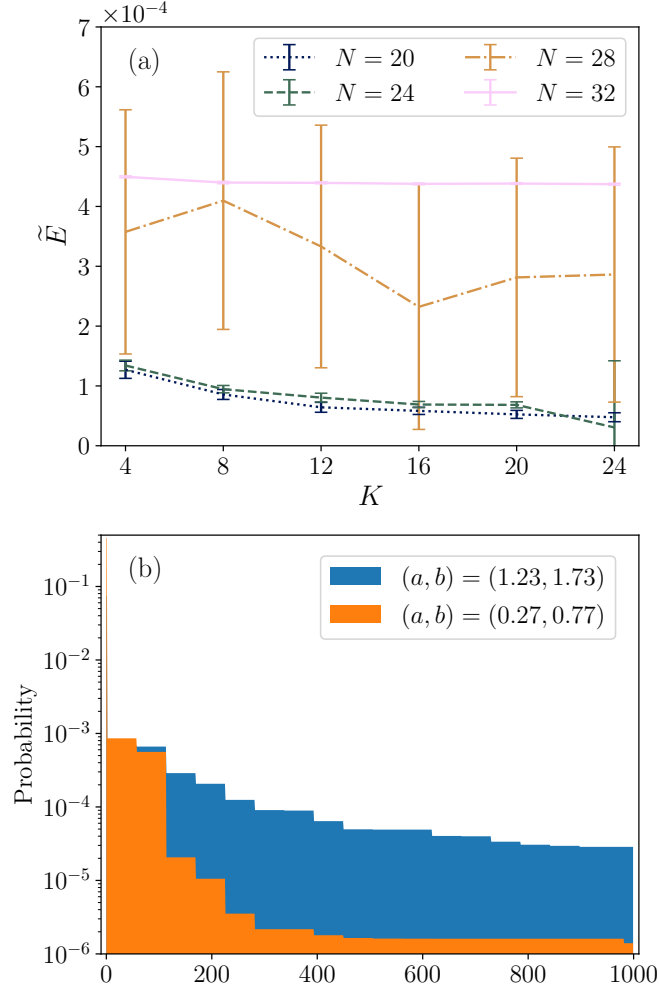 ×10⁻⁴
(a)
N = 20
N = 24
N = 28
N = 32
7
6
5
4
3
2
1
0
Ẽ
4 8 12 16 20 24
K
(b)
(a, b) = (1.23, 1.73)
(a, b) = (0.27, 0.77)
10⁻¹
10⁻²
10⁻³
10⁻⁴
10⁻⁵
10⁻⁶
Probability
0 200 400 600 800 1000